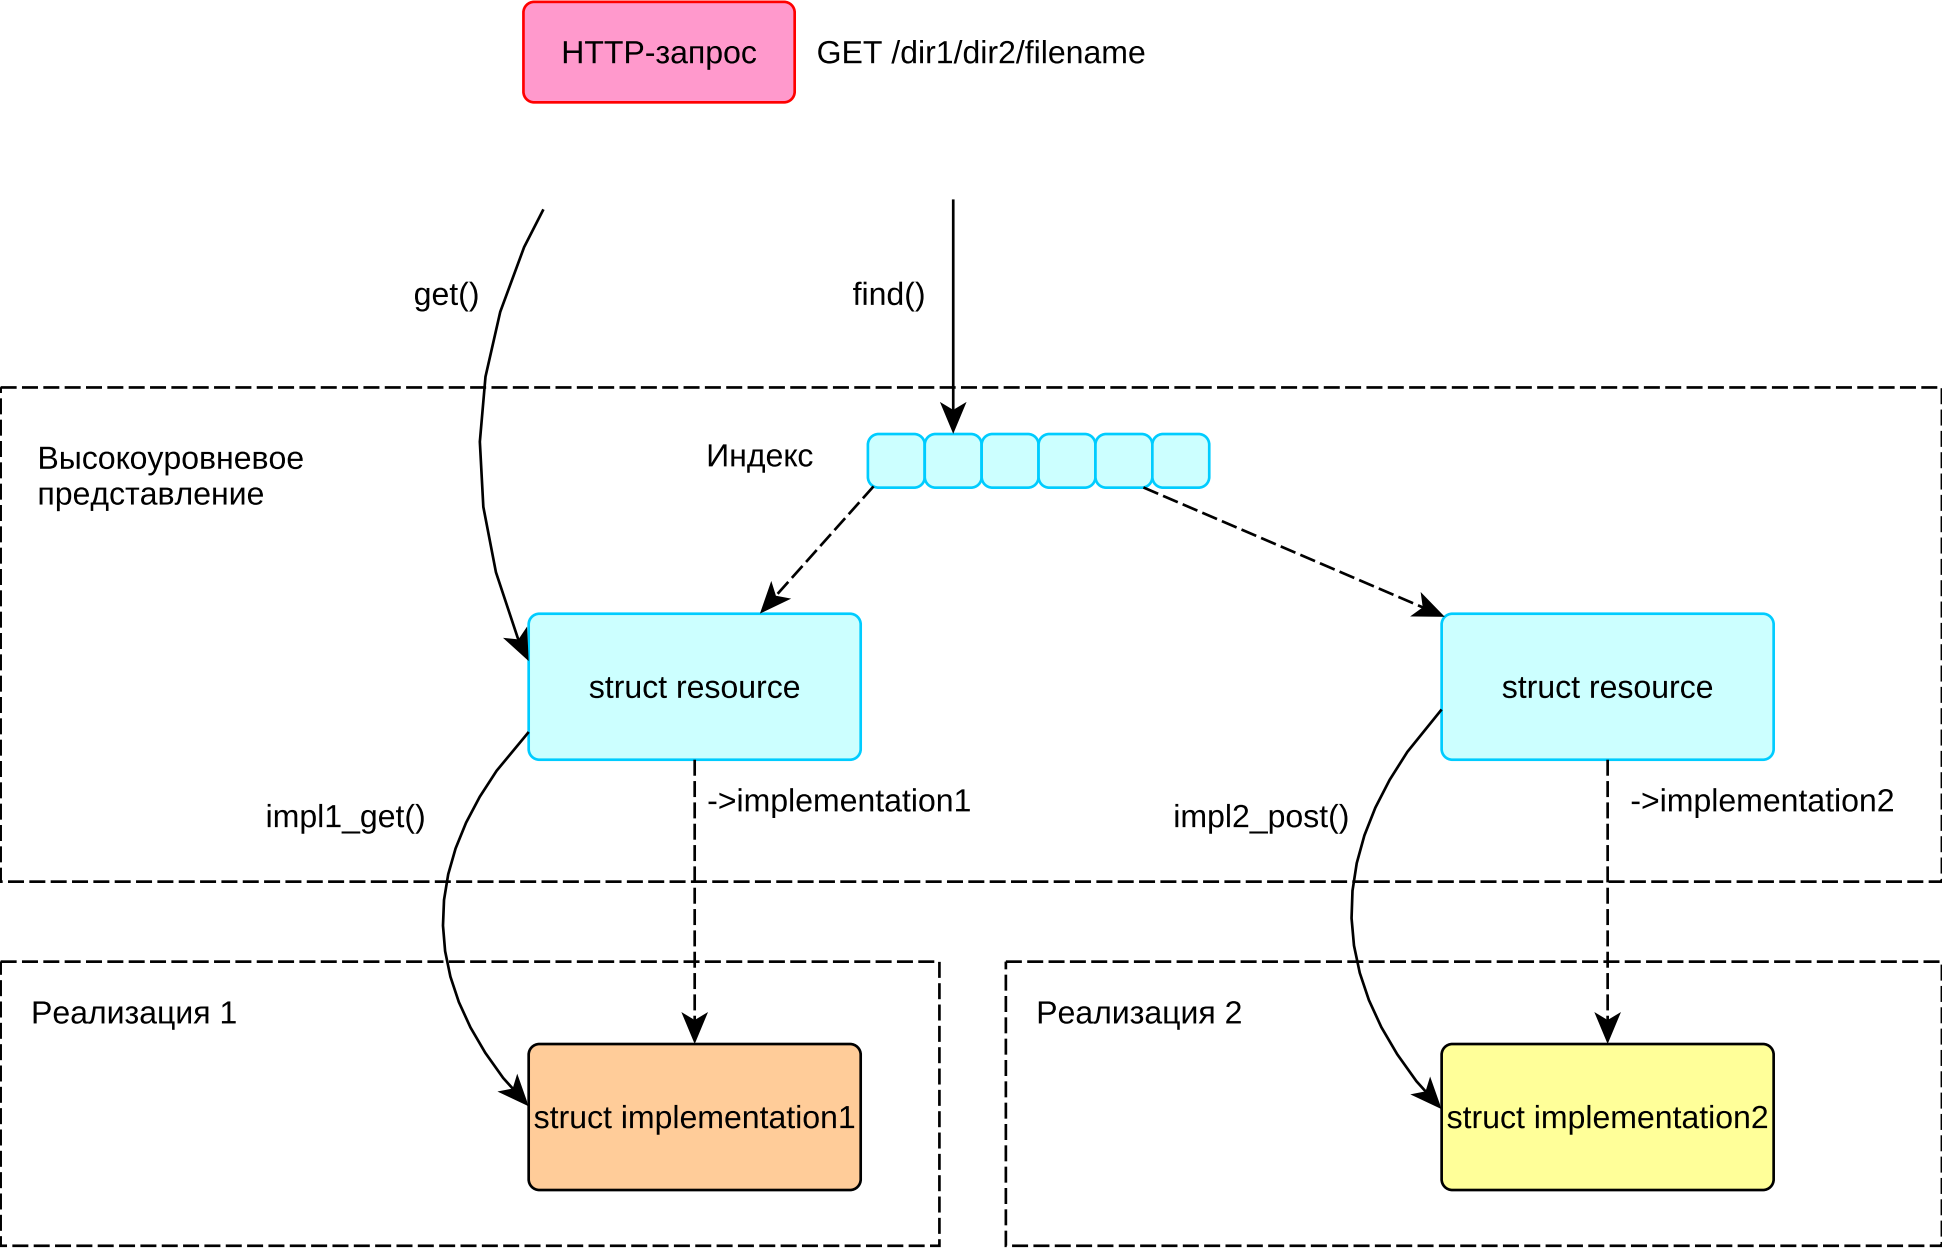 HTTP-запрос
GET /dir1/dir2/filename
get()
find()
Высокоуровневое
представление
Индекс
struct resource
struct resource
impl1_get()
->implementation1
impl2_post()
->implementation2
Реализация 1
Реализация 2
struct implementation1
struct implementation2